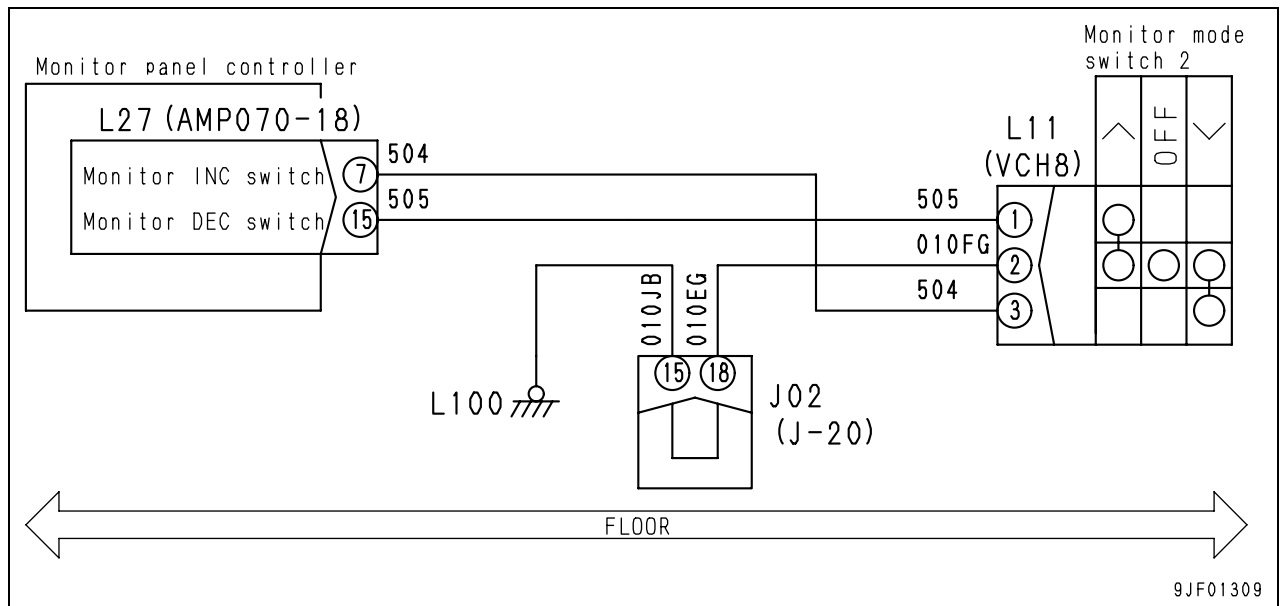 Monitor mode
switch 2
Monitor panel controller
L27 (AMP070-18)
L11
(VCH8)
> OFF <
Monitor INC switch 7 504
Monitor DEC switch 15 505
505 1
010FG 2
504 3
010JB
010EG
15 18
L100
J02
(J-20)
FLOOR
9JF01309